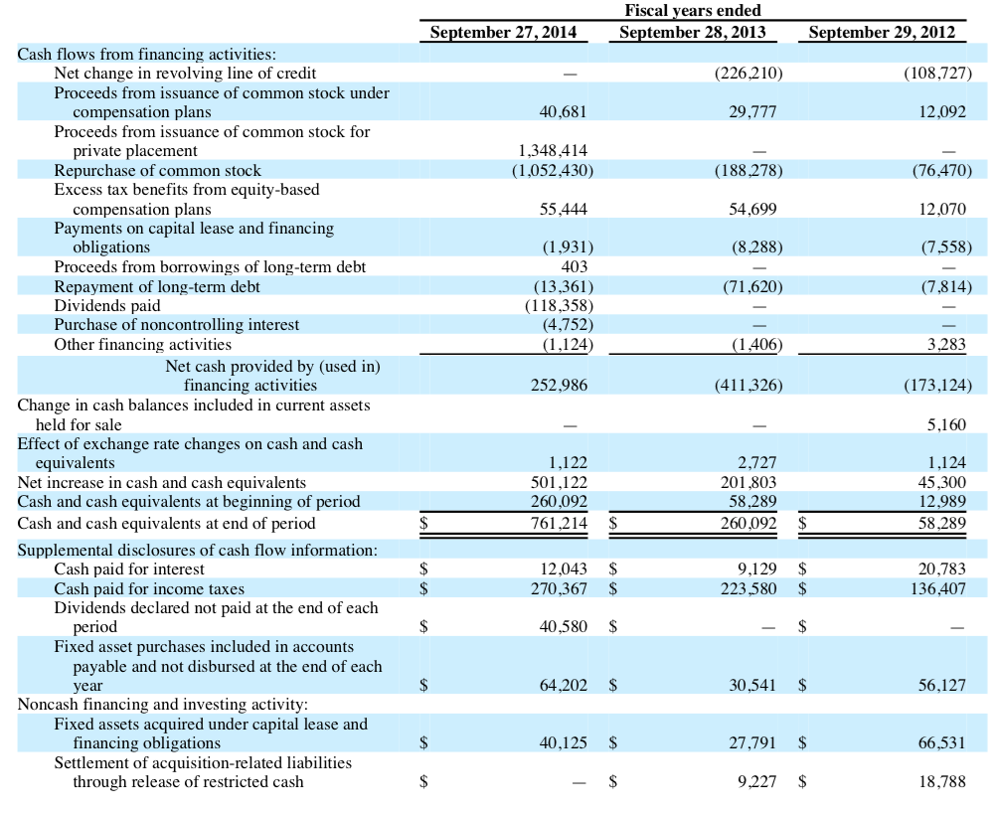 Fiscal years ended
September 27, 2014 September 28, 2013 September 29, 2012
Cash flows from financing activities:
Net change in revolving line of credit — (226,210) (108,727)
Proceeds from issuance of common stock under
compensation plans 40,681 29,777 12,092
Proceeds from issuance of common stock for
private placement 1,348,414 — —
Repurchase of common stock (1,052,430) (188,278) (76,470)
Excess tax benefits from equity-based
compensation plans 55,444 54,699 12,070
Payments on capital lease and financing
obligations (1,931) (8,288) (7,558)
Proceeds from borrowings of long-term debt 403 — —
Repayment of long-term debt (13,361) (71,620) (7,814)
Dividends paid (118,358) — —
Purchase of noncontrolling interest (4,752) — —
Other financing activities (1,124) (1,406) 3,283
Net cash provided by (used in)
financing activities 252,986 (411,326) (173,124)
Change in cash balances included in current assets
held for sale — — 5,160
Effect of exchange rate changes on cash and cash
equivalents 1,122 2,727 1,124
Net increase in cash and cash equivalents 501,122 201,803 45,300
Cash and cash equivalents at beginning of period 260,092 58,289 12,989
Cash and cash equivalents at end of period $ 761,214 $ 260,092 $ 58,289
Supplemental disclosures of cash flow information:
Cash paid for interest $ 12,043 $ 9,129 $ 20,783
Cash paid for income taxes $ 270,367 $ 223,580 $ 136,407
Dividends declared not paid at the end of each
period $ 40,580 $ — $ —
Fixed asset purchases included in accounts
payable and not disbursed at the end of each
year $ 64,202 $ 30,541 $ 56,127
Noncash financing and investing activity:
Fixed assets acquired under capital lease and
financing obligations $ 40,125 $ 27,791 $ 66,531
Settlement of acquisition-related liabilities
through release of restricted cash $ — $ 9,227 $ 18,788